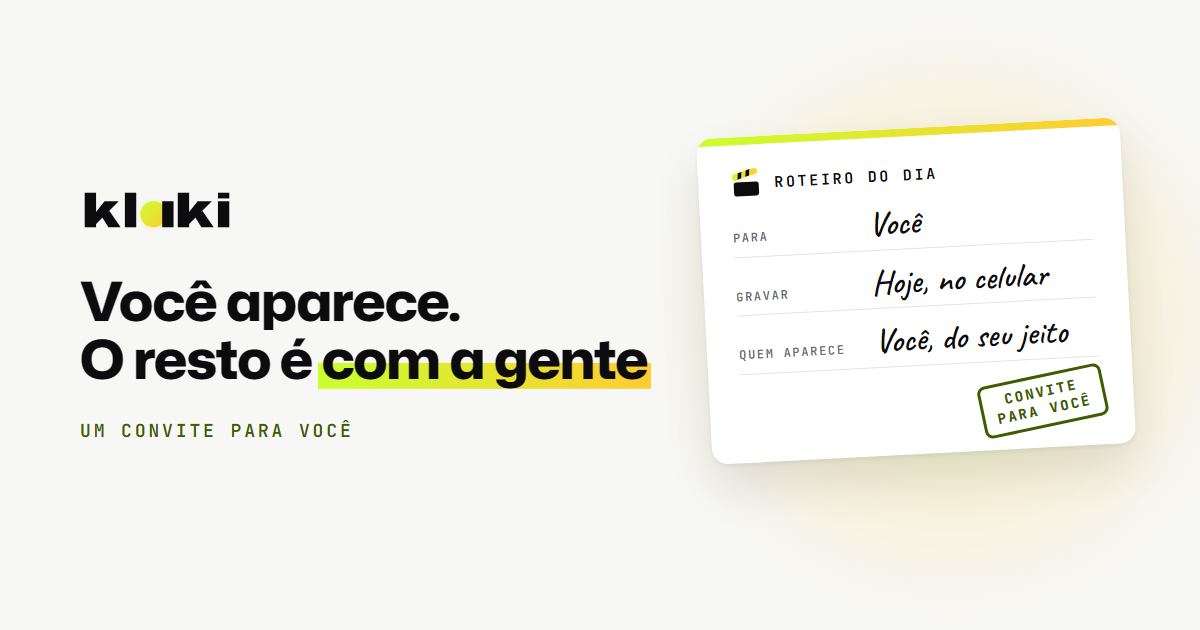 klaki
Você aparece.
O resto é com a gente
UM CONVITE PARA VOCÊ
ROTEIRO DO DIA
PARA Você
GRAVAR Hoje, no celular
QUEM APARECE Você, do seu jeito
CONVITE
PARA VOCÊ